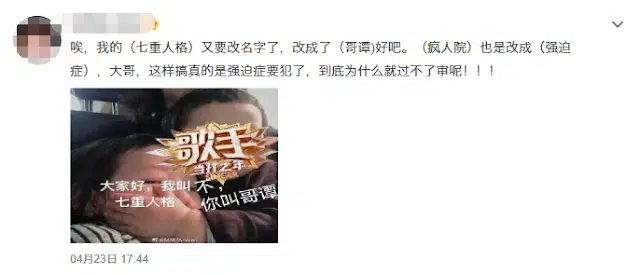 唉，我的（七重人格）又要改名字了，改成了（哥谭)好吧。（疯人院）也是改成（强迫
症），大哥，这样搞真的是强迫症要犯了，到底为什么就过不了审呢！！！
歌手
当打之年
大家好，我叫
七重人格
不，
你叫哥谭
04月23日 17:44